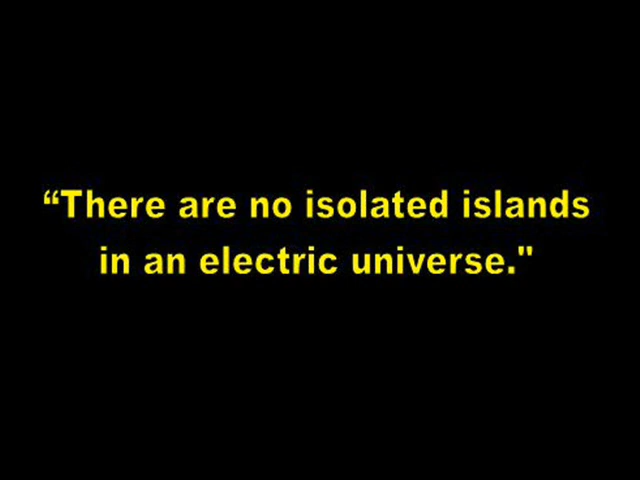 “There are no isolated islands
in an electric universe."